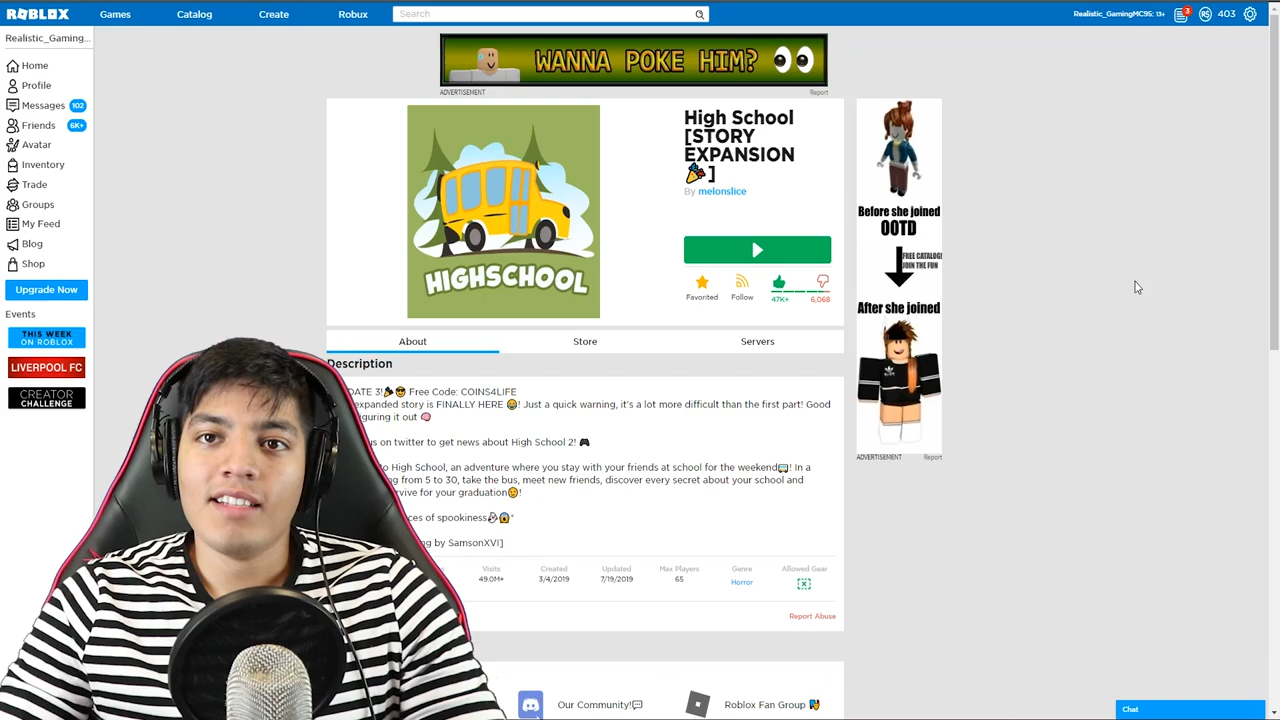 ROBLOX Games Catalog Create Robux Search Realistic_GamingMC95: 13+ 3 403
Realistic_Gaming...
Home
Profile
Messages 102
Friends 6K+
Avatar
Inventory
Trade
Groups
My Feed
Blog
Shop
Upgrade Now
Events
THIS WEEK
ON ROBLOX
LIVERPOOL FC
CREATOR
CHALLENGE
WANNA POKE HIM?
ADVERTISEMENT Report
HIGHSCHOOL
High School
[STORY
EXPANSION
🎉]
By melonslice
Favorited Follow 47K+ 6,068
Before she joined
OOTD
FREE CATALOG!
JOIN THE FUN
After she joined
ADVERTISEMENT Report
About Store Servers
Description
DATE 3!🎉😎 Free Code: COINS4LIFE
expanded story is FINALLY HERE 😭! Just a quick warning, it's a lot more difficult than the first part! Good
figuring it out 🧠
us on twitter to get news about High School 2! 🎮
to High School, an adventure where you stay with your friends at school for the weekend🚌! In a
from 5 to 30, take the bus, meet new friends, discover every secret about your school and
for your graduation😊!
of spookiness👻😱*
by SamsonXVI]
Visits Created Updated Max Players Genre Allowed Gear
49.0M+ 3/4/2019 7/19/2019 65 Horror
Report Abuse
Our Community!💬 Roblox Fan Group
Chat